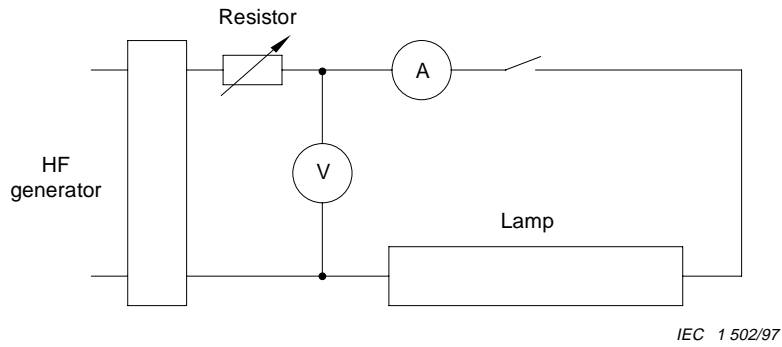 Resistor
A
HF
generator
V
Lamp
IEC 1 502/97